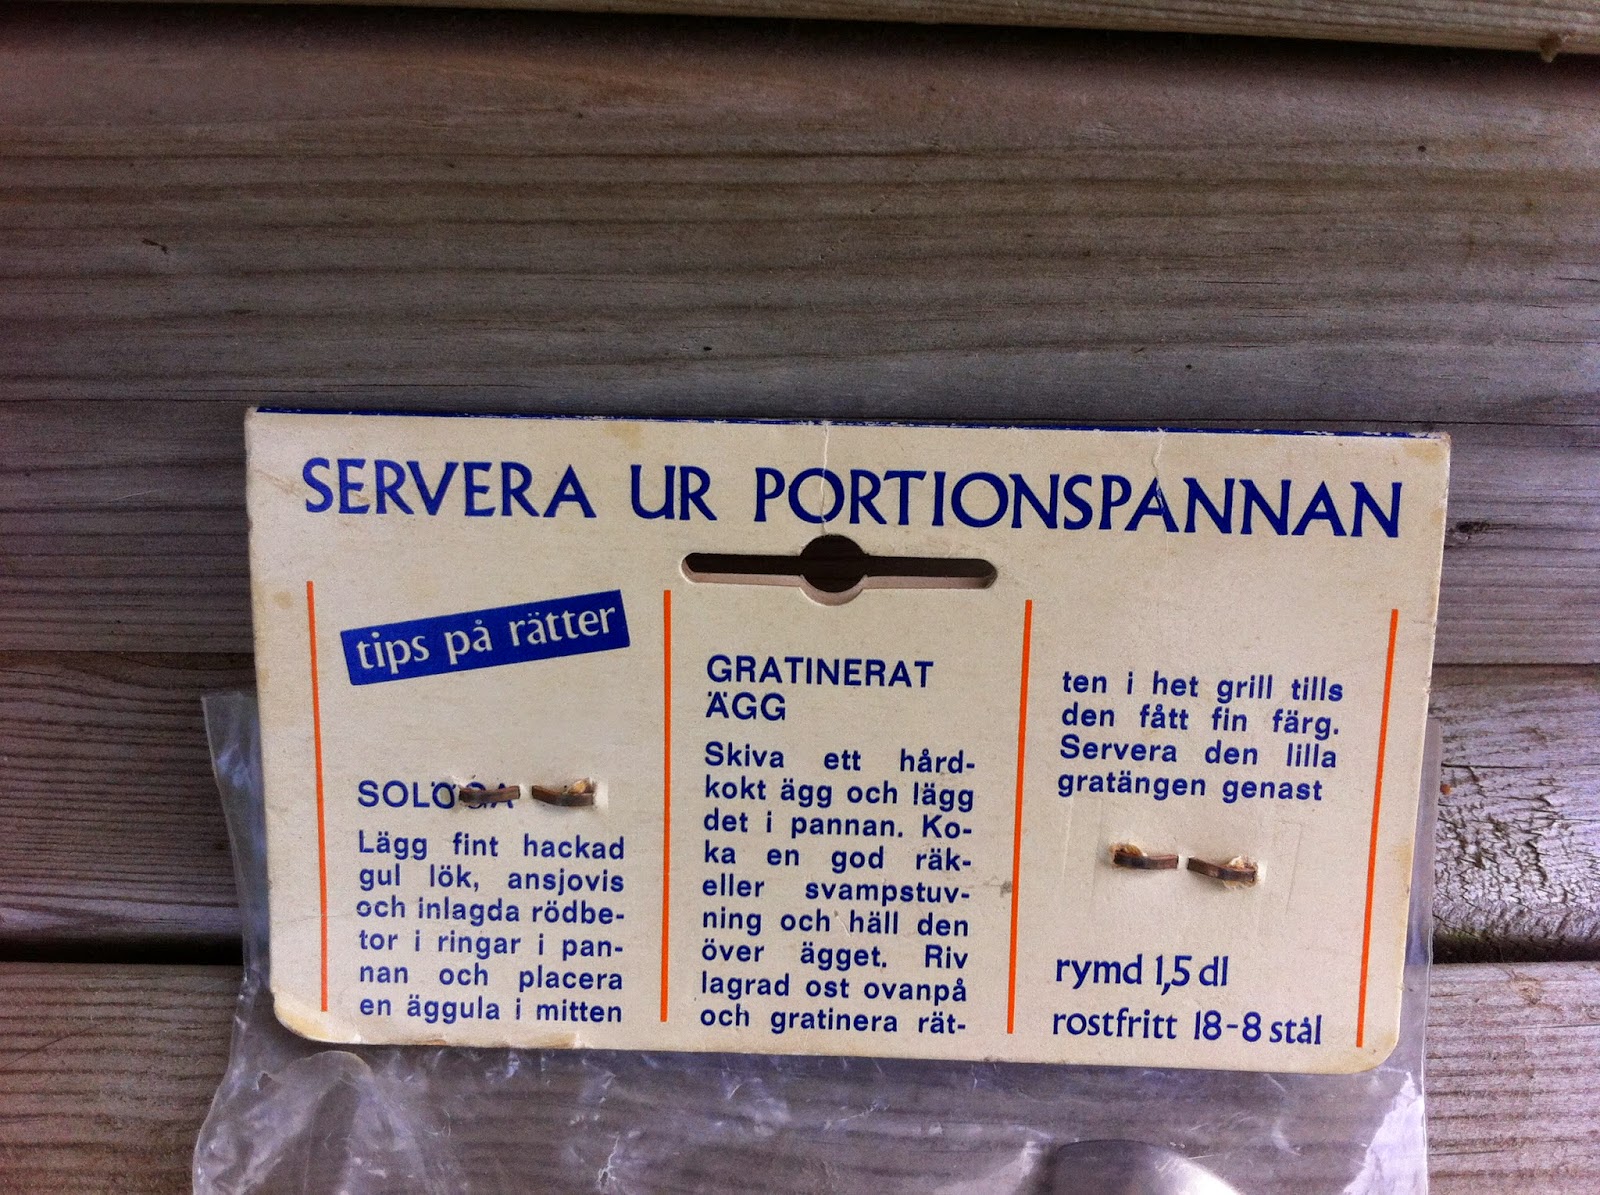 SERVERA UR PORTIONSPANNAN
tips på rätter
SOLÖGA
Lägg fint hackad
gul lök, ansjovis
och inlagda rödbe-
tor i ringar i pan-
nan och placera
en äggula i mitten
GRATINERAT
ÄGG
Skiva ett hård-
kokt ägg och lägg
det i pannan. Ko-
ka en god räk-
eller svampstuv-
ning och häll den
över ägget. Riv
lagrad ost ovanpå
och gratinera rät-
ten i het grill tills
den fått fin färg.
Servera den lilla
gratängen genast
rymd 1,5 dl
rostfritt 18-8 stål